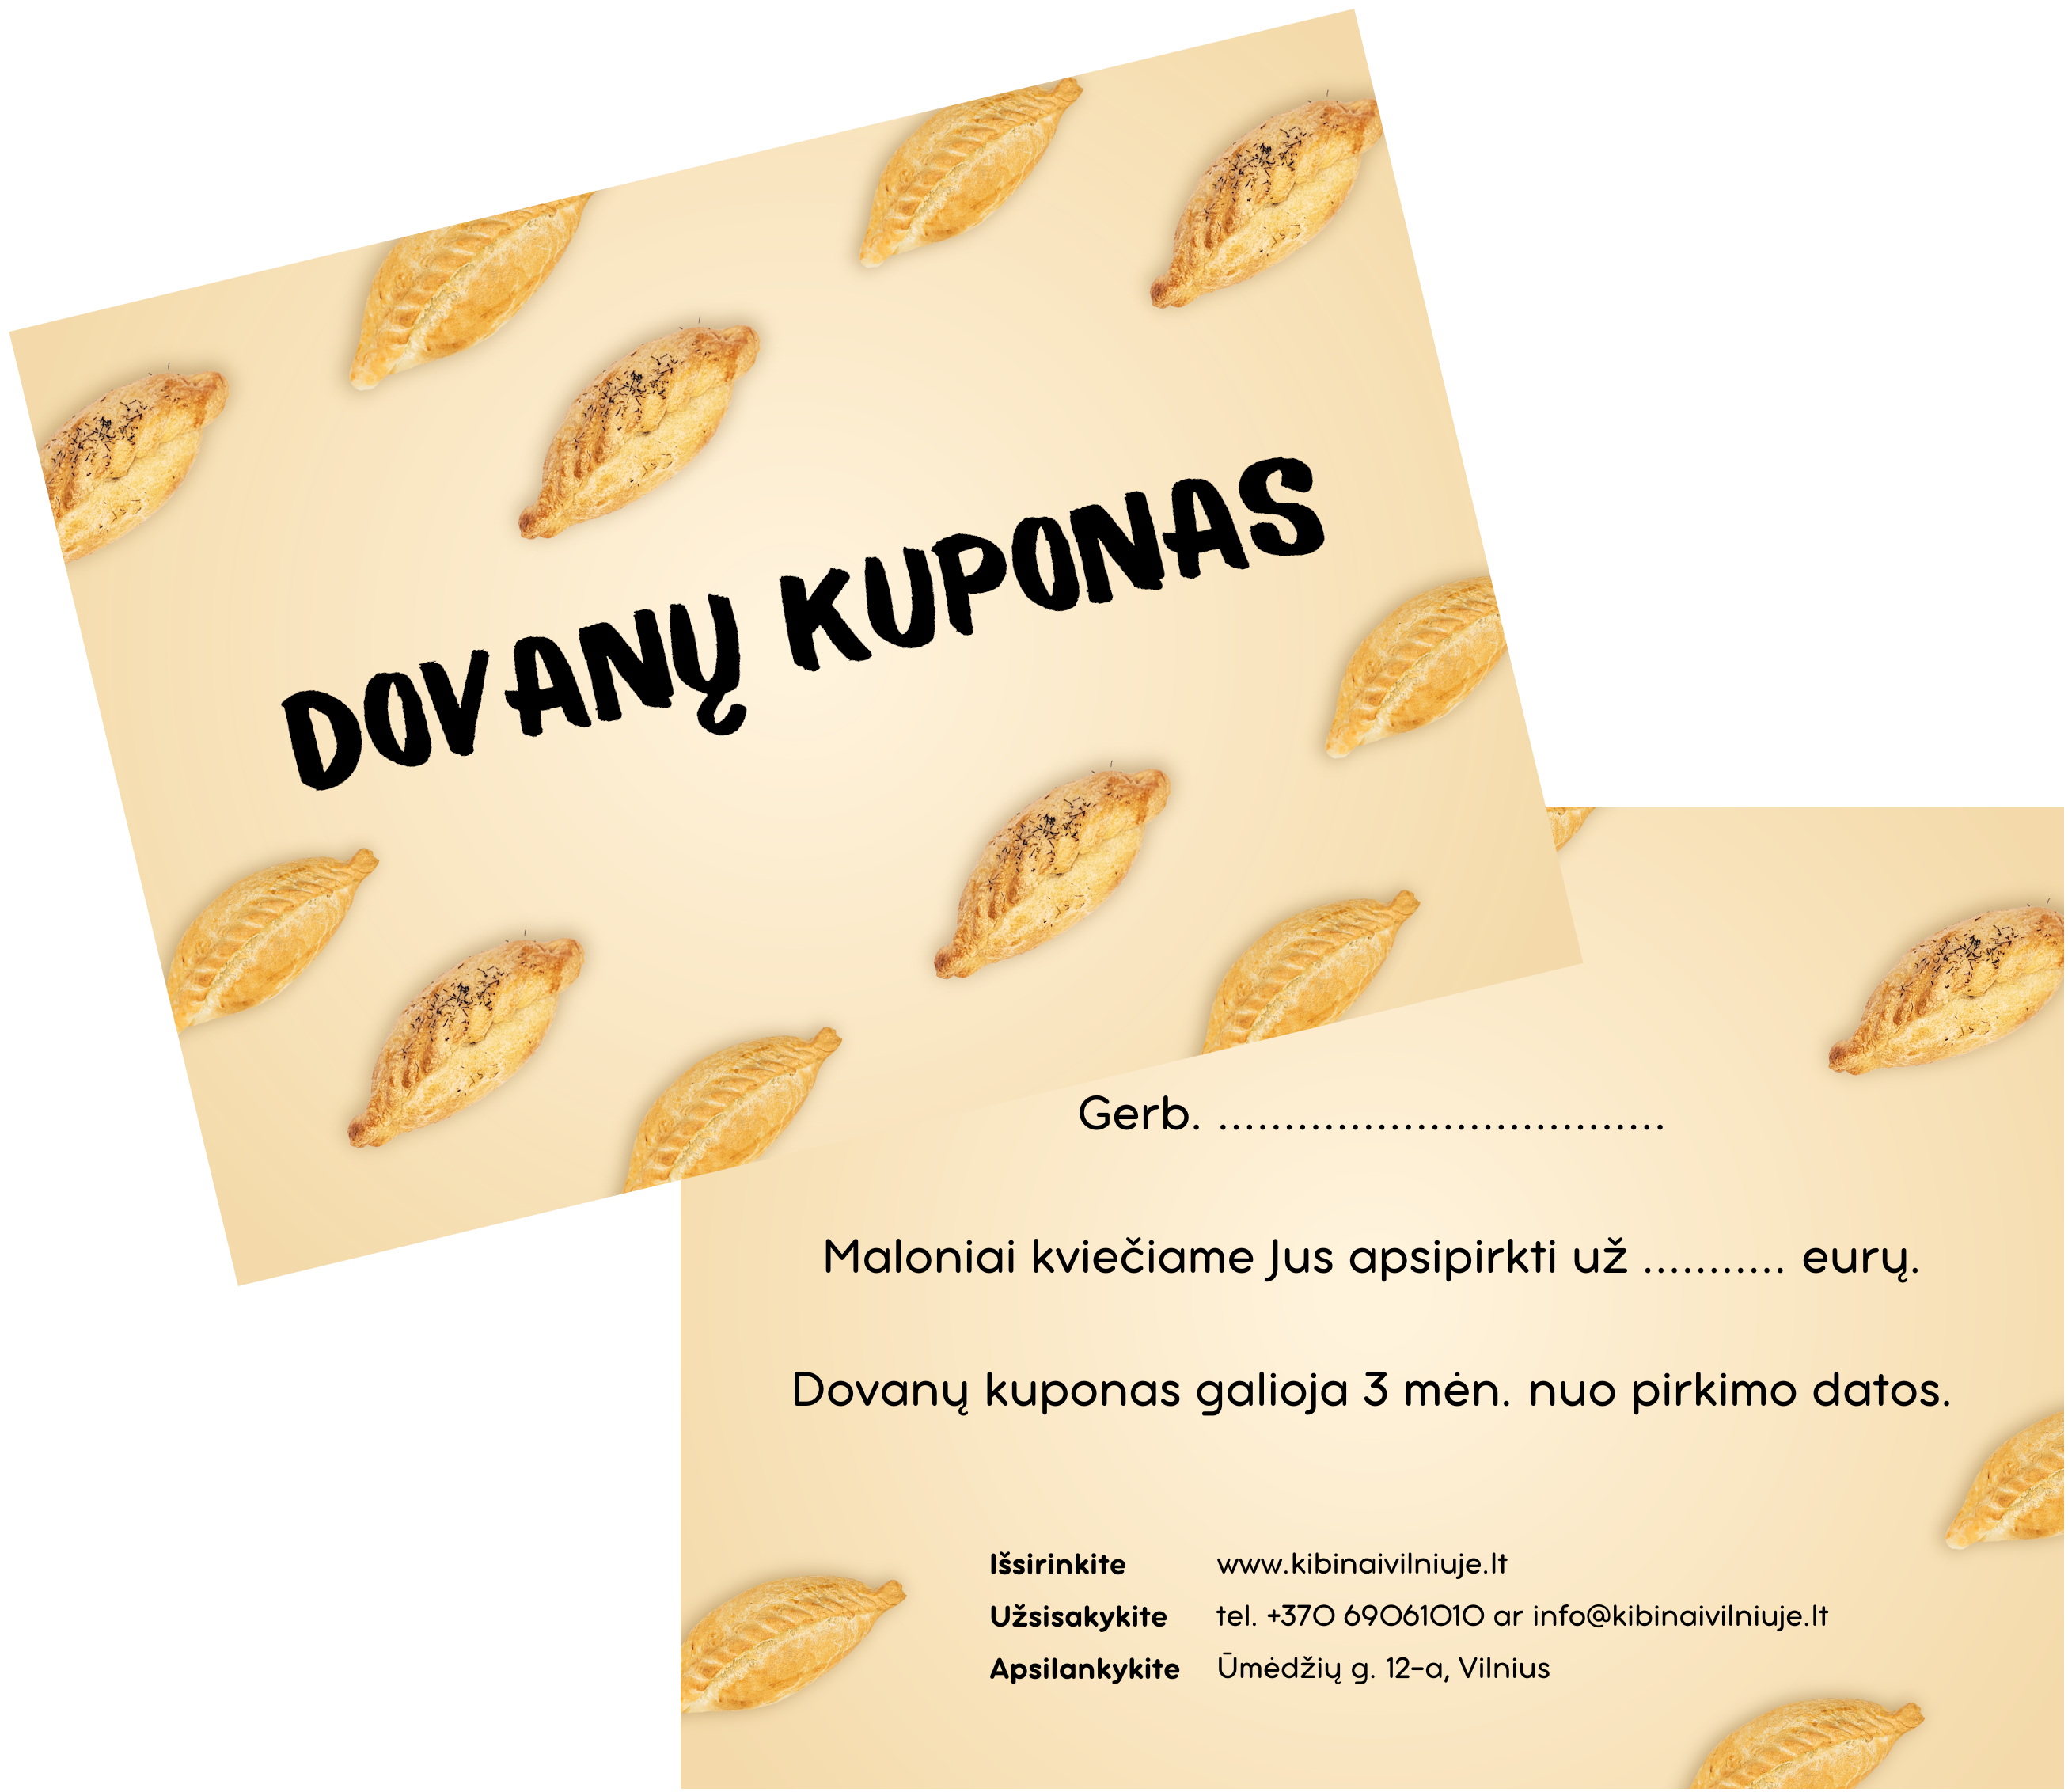 DOVANŲ KUPONAS
Gerb. ..................................
Maloniai kviečiame Jus apsipirkti už ........... eurų.
Dovanų kuponas galioja 3 mėn. nuo pirkimo datos.
Išsirinkite www.kibinaivilniuje.lt
Užsisakykite tel. +370 69061010 ar info@kibinaivilniuje.lt
Apsilankykite Ūmėdžių g. 12-a, Vilnius